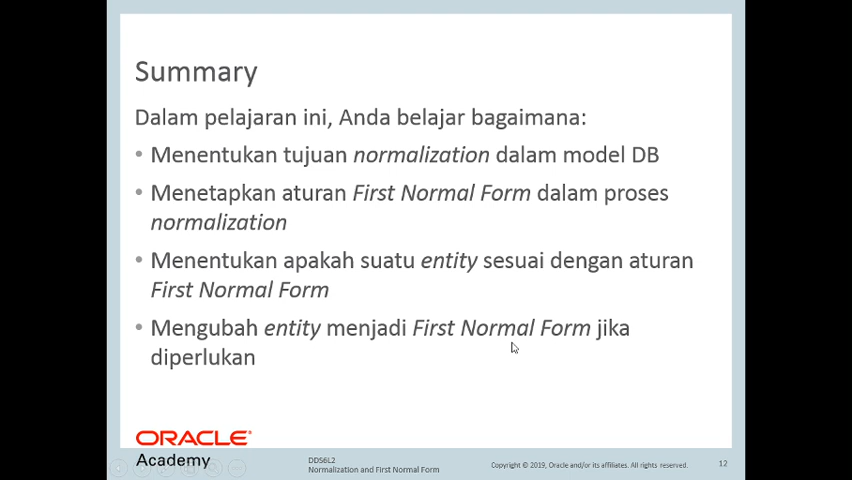 Summary
Dalam pelajaran ini, Anda belajar bagaimana:
• Menentukan tujuan normalization dalam model DB
• Menetapkan aturan First Normal Form dalam proses
normalization
• Menentukan apakah suatu entity sesuai dengan aturan
First Normal Form
• Mengubah entity menjadi First Normal Form jika
diperlukan
ORACLE®
Academy
DDS6L2
Normalization and First Normal Form
Copyright © 2019, Oracle and/or its affiliates. All rights reserved.
12